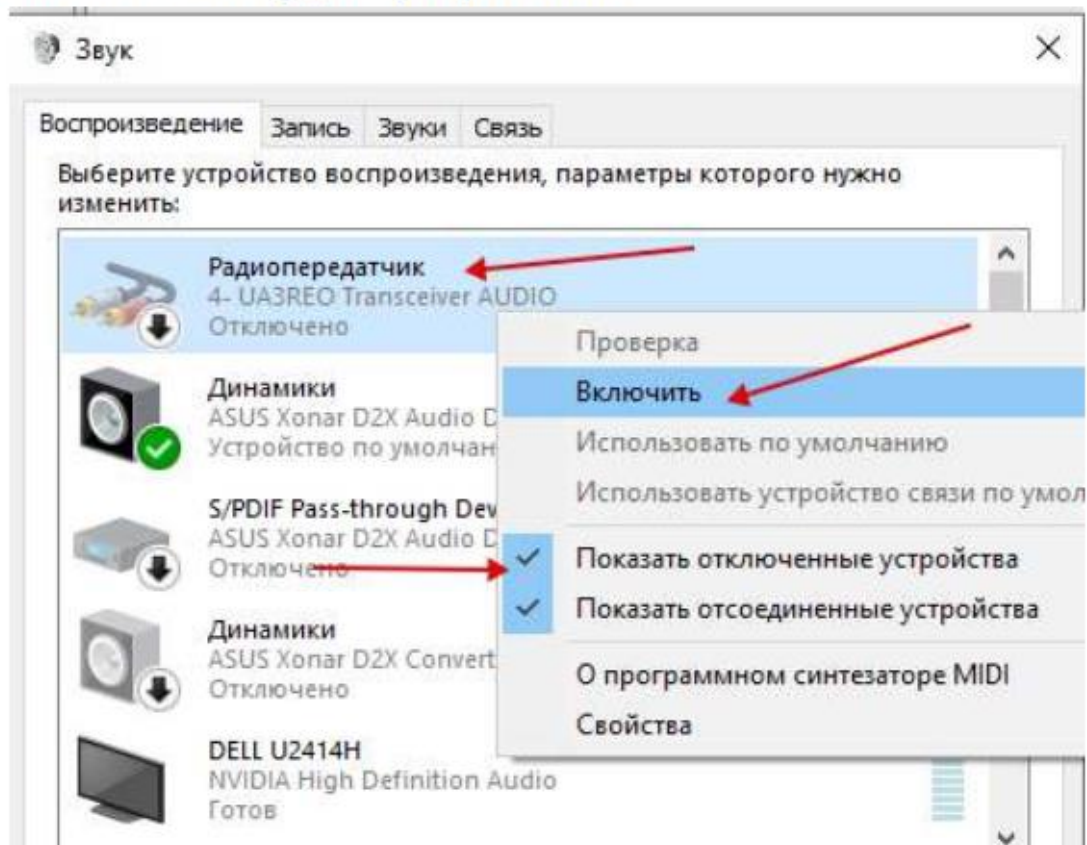 Звук
Воспроизведение Запись Звуки Связь
Выберите устройство воспроизведения, параметры которого нужно
изменить:
Радиопередатчик
4- UA3REO Transceiver AUDIO
Отключено
Динамики
ASUS Xonar D2X Audio D
Устройство по умолчан
S/PDIF Pass-through Dev
ASUS Xonar D2X Audio D
Отключено
Динамики
ASUS Xonar D2X Convert
Отключено
DELL U2414H
NVIDIA High Definition Audio
Готов
Проверка
Включить
Использовать по умолчанию
Использовать устройство связи по умол
Показать отключенные устройства
Показать отсоединенные устройства
О программном синтезаторе MIDI
Свойства